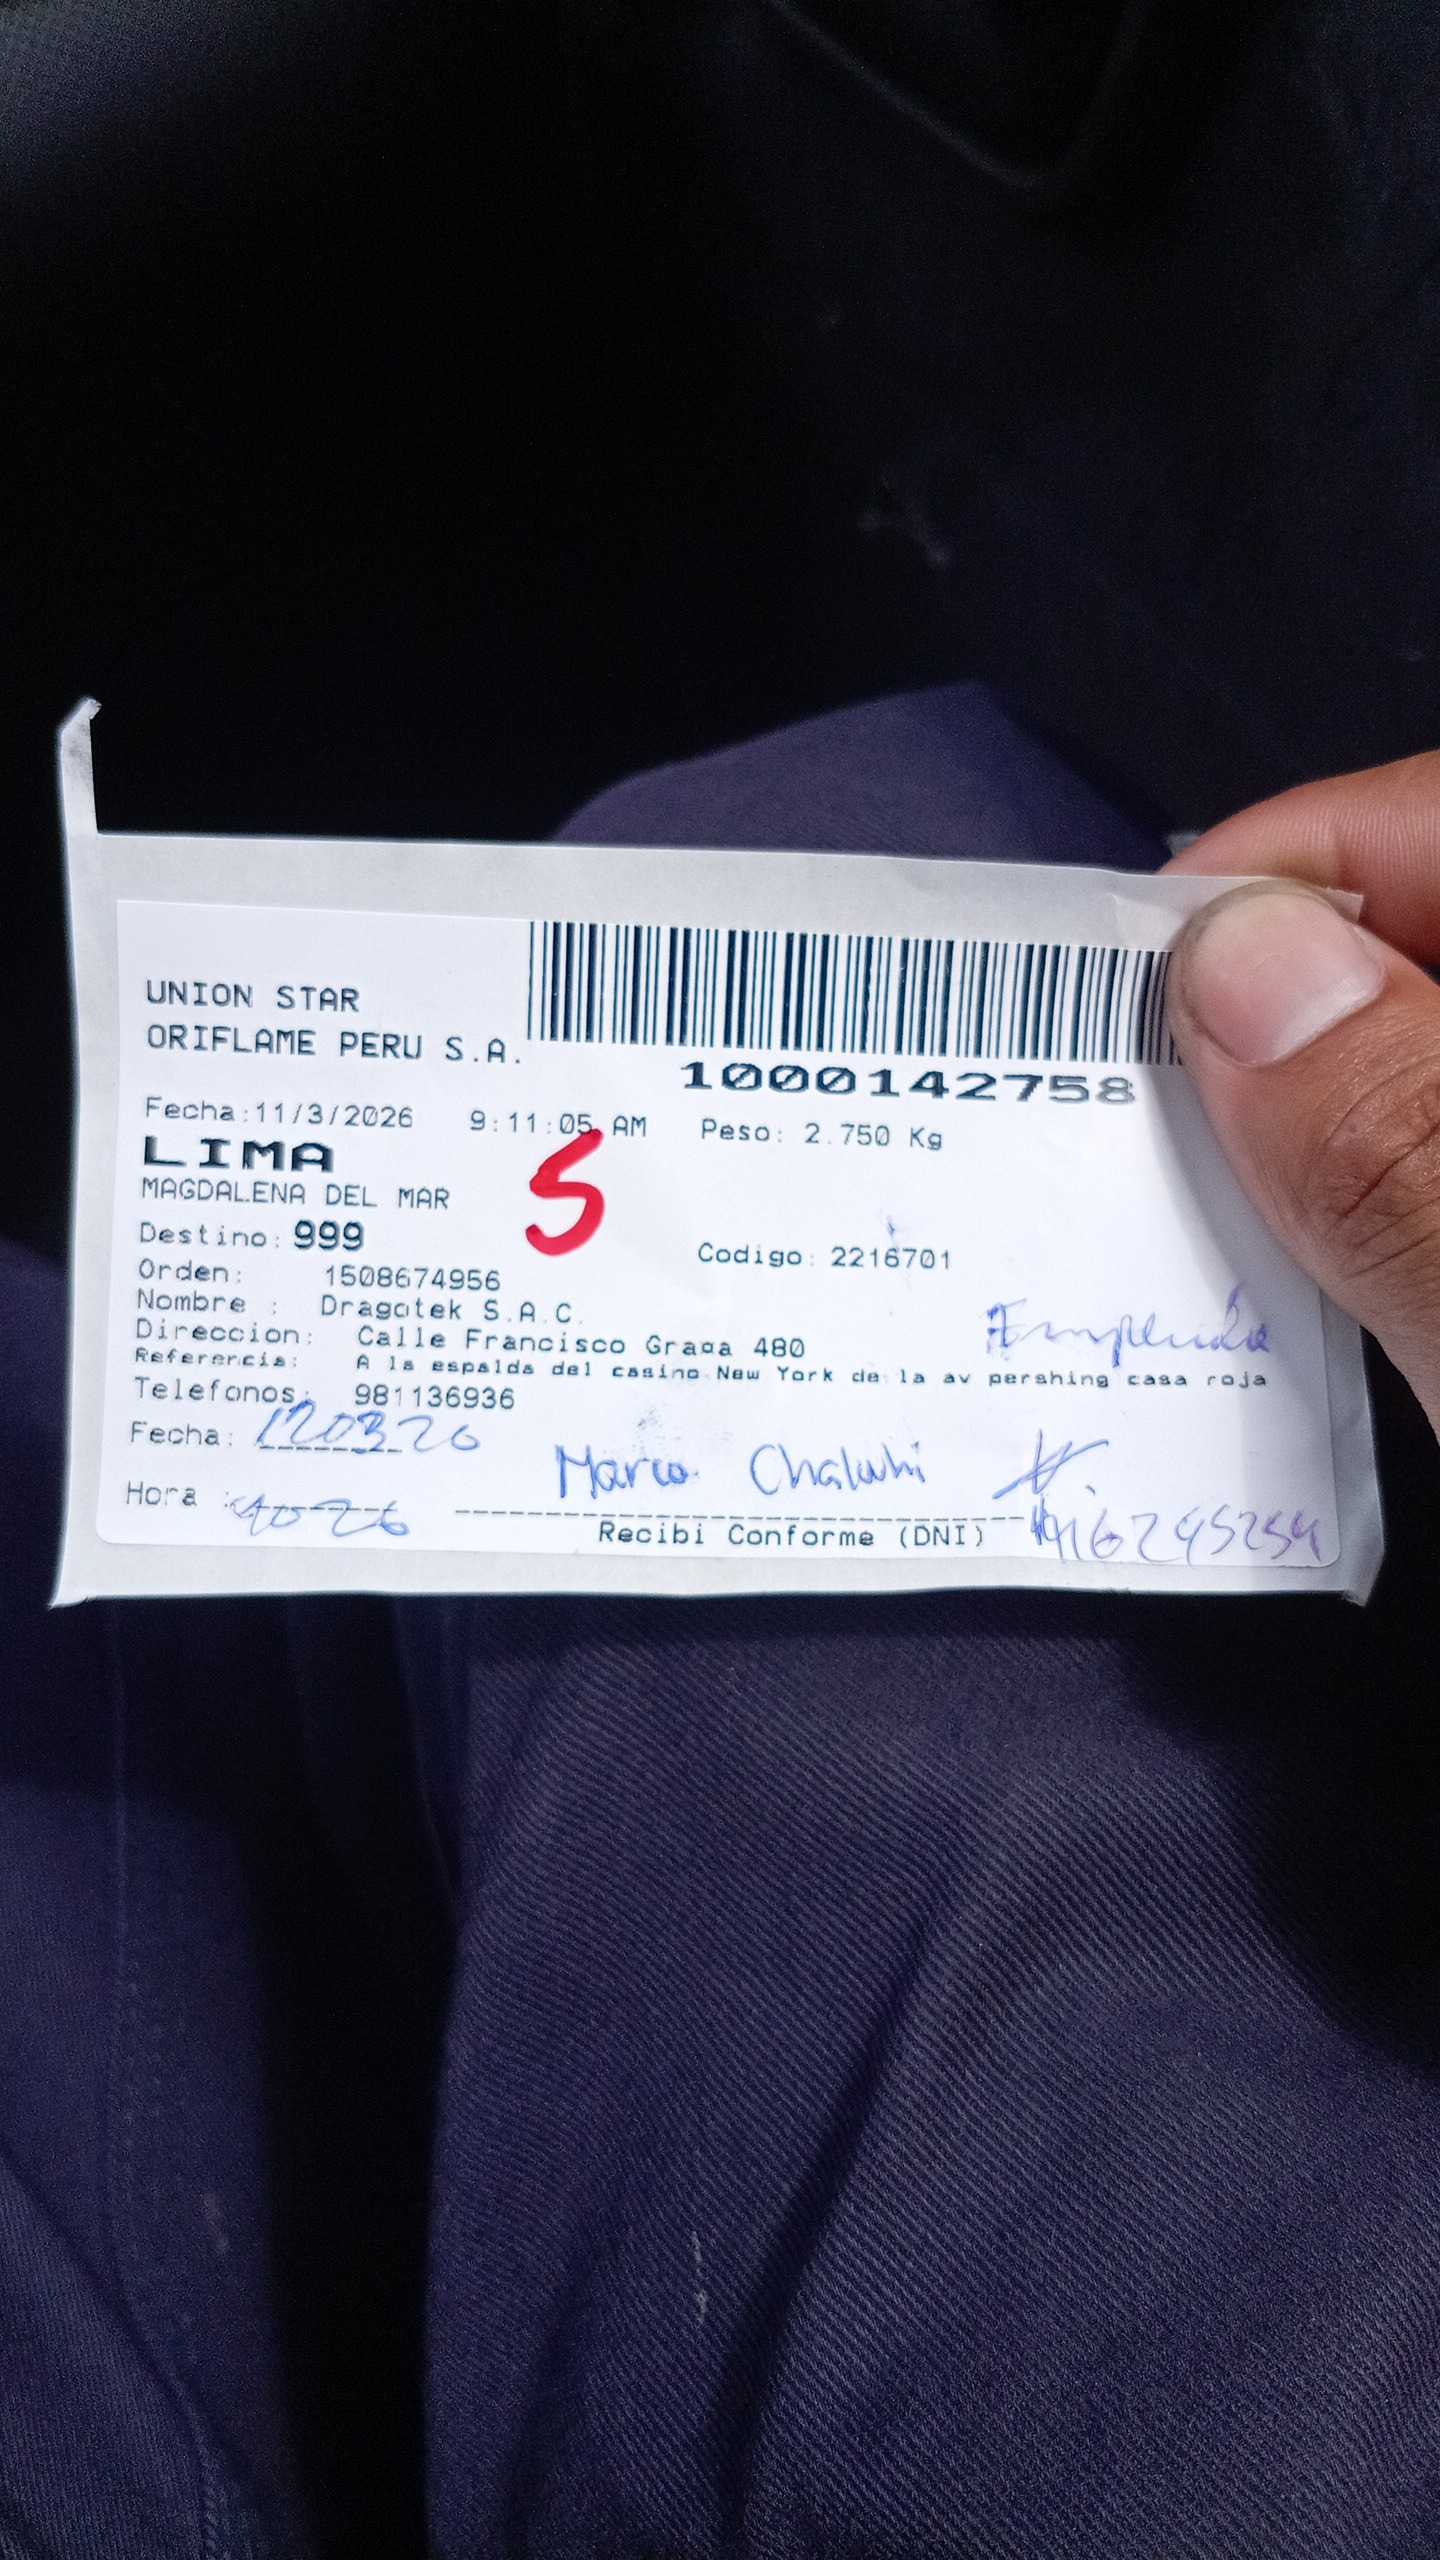 UNION STAR
ORIFLAME PERU S.A.
1000142758
Fecha:11/3/2026 9:11:05 AM Peso: 2.750 Kg
LIMA
MAGDALENA DEL MAR
5
Destino: 999
Codigo: 2216701
Orden: 1508674956
Nombre : Dragotek S.A.C.
Direccion: Calle Francisco Graña 480
Referencia: A la espalda del casino New York de la av pershing casa roja
Telefonos: 981136936
Fecha: 120326
Marco
Hora : 10-26
Recibi Conforme (DNI)